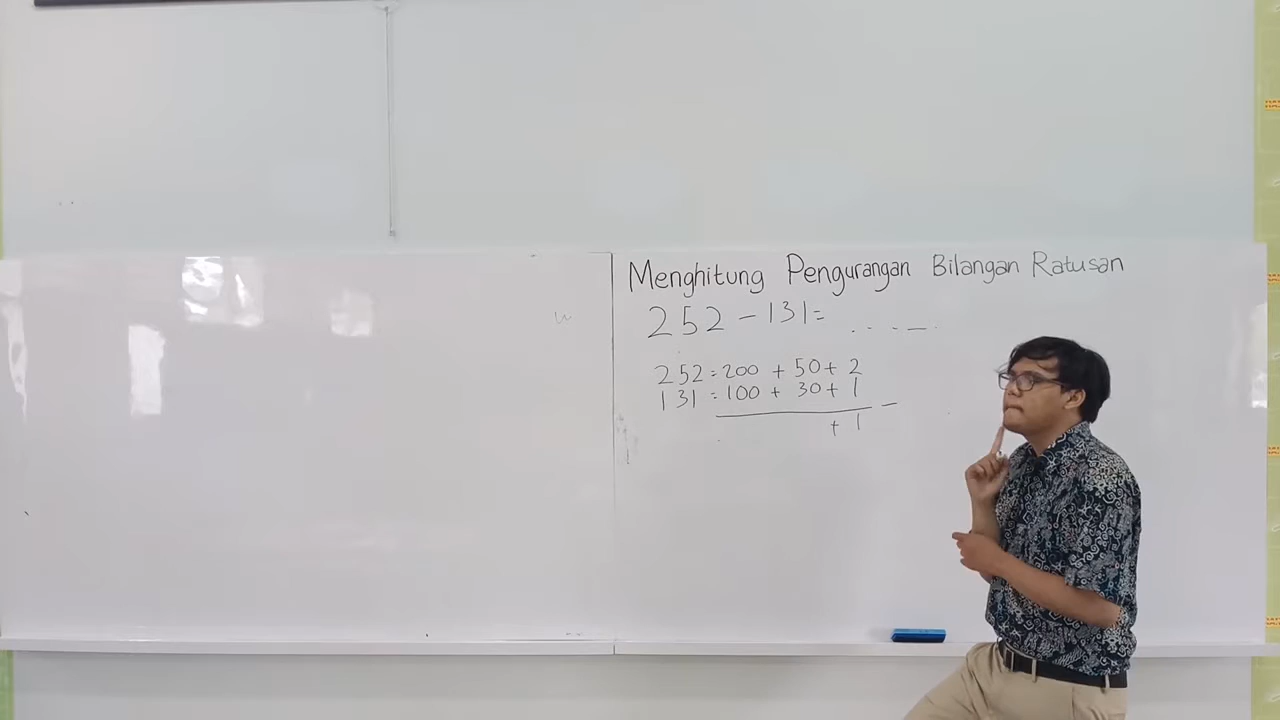 Menghitung Pengurangan Bilangan Ratusan
252 - 131 = ......
252 = 200 + 50 + 2
131 = 100 + 30 + 1
-
+ 1